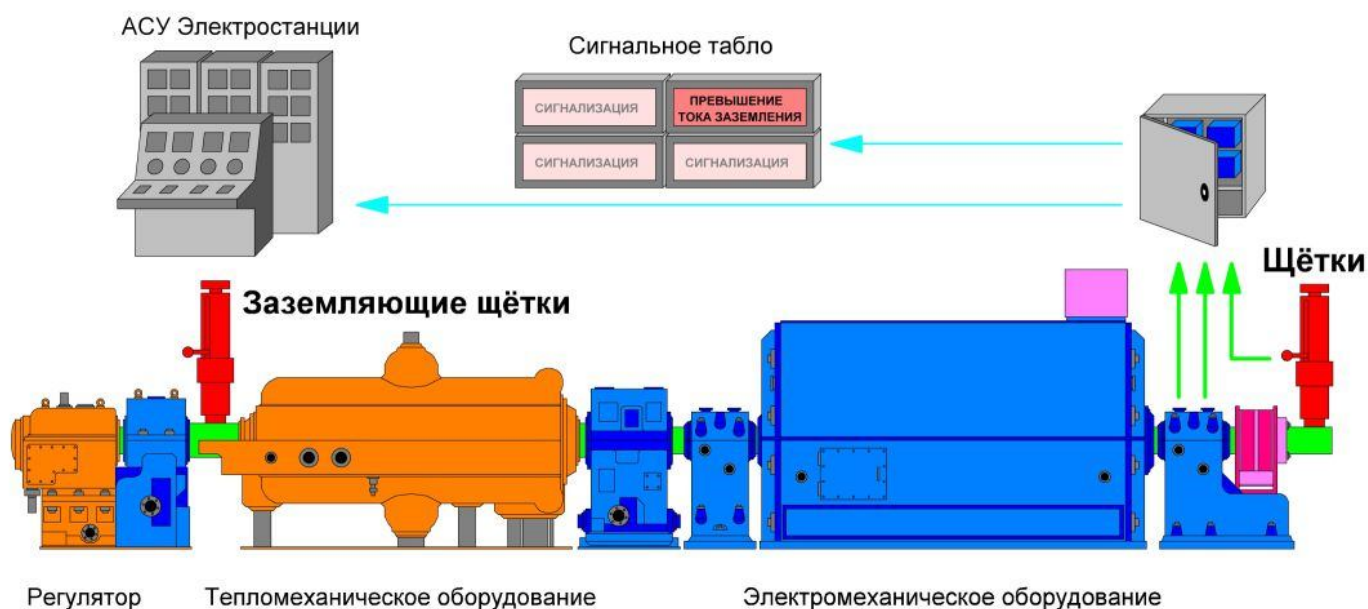 АСУ Электростанции
Сигнальное табло
СИГНАЛИЗАЦИЯ
ПРЕВЫШЕНИЕ
ТОКА ЗАЗЕМЛЕНИЯ
СИГНАЛИЗАЦИЯ
СИГНАЛИЗАЦИЯ
Щётки
Заземляющие щётки
Регулятор
Тепломеханическое оборудование
Электромеханическое оборудование